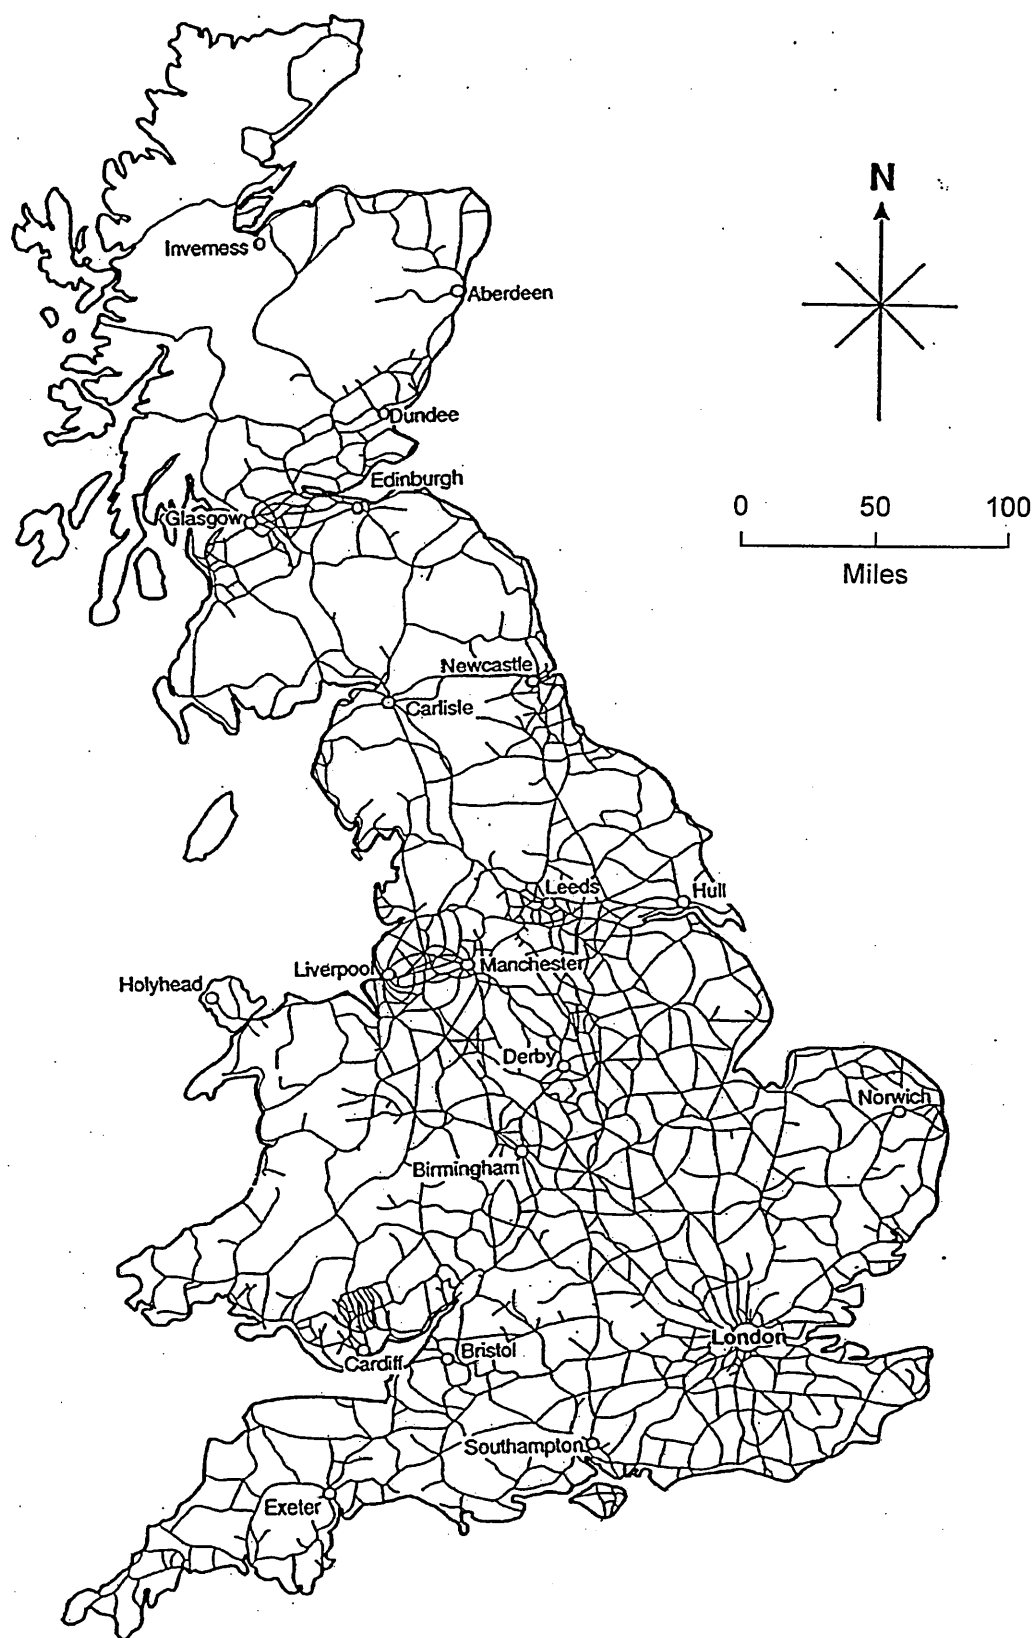 N
Inverness
Aberdeen
Dundee
Edinburgh
Glasgow
0 50 100
Miles
Newcastle
Carlisle
Leeds
Hull
Liverpool
Manchester
Holyhead
Derby
Norwich
Birmingham
London
Bristol
Cardiff
Southampton
Exeter